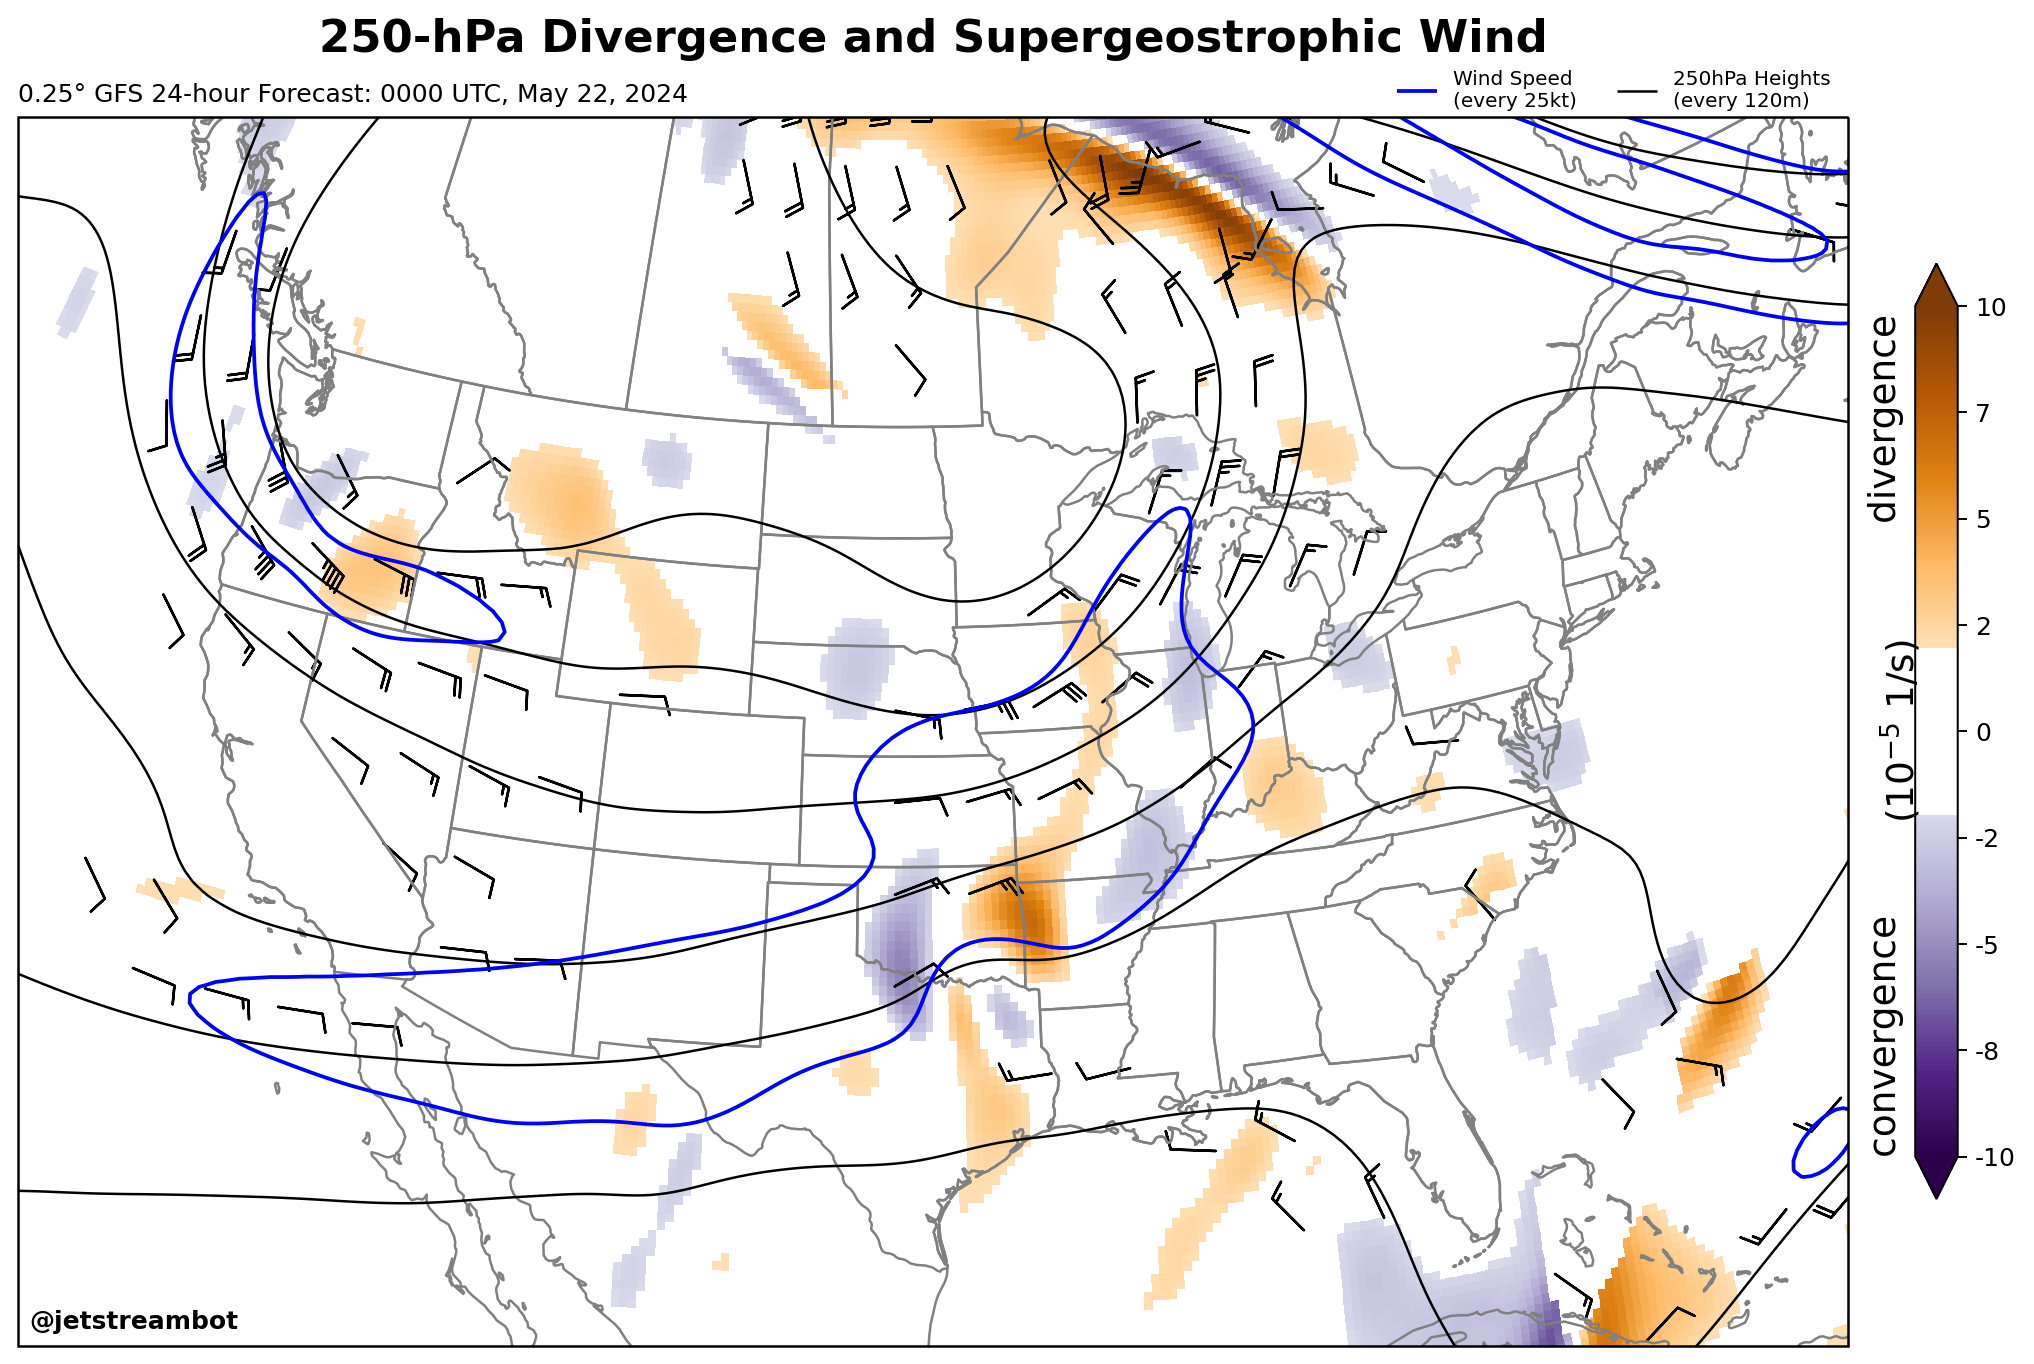 250-hPa Divergence and Supergeostrophic Wind
0.25° GFS 24-hour Forecast: 0000 UTC, May 22, 2024
Wind Speed
(every 25kt)
250hPa Heights
(every 120m)
10
7
5
2
0
-2
-5
-8
-10
convergence (10⁻⁵ 1/s) divergence
@jetstreambot